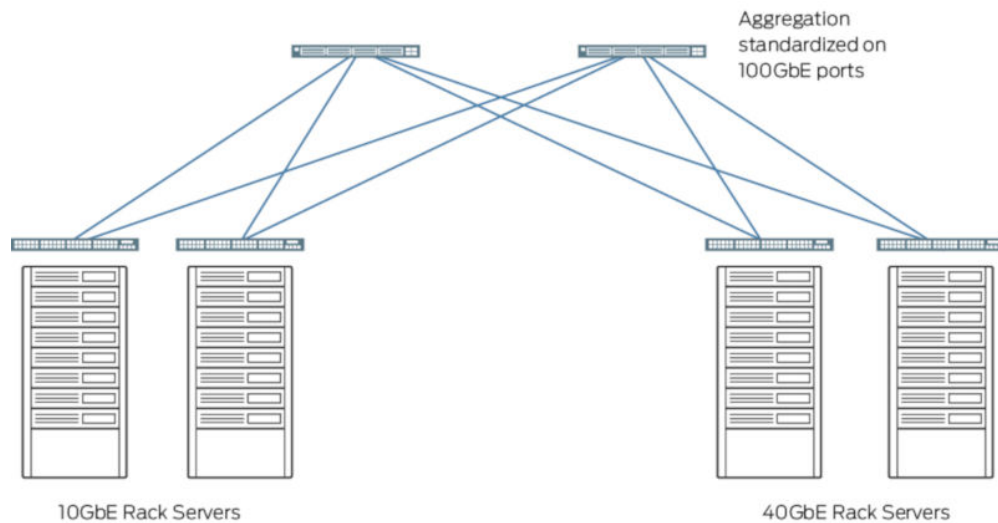 Aggregation
standardized on
100GbE ports
10GbE Rack Servers
40GbE Rack Servers